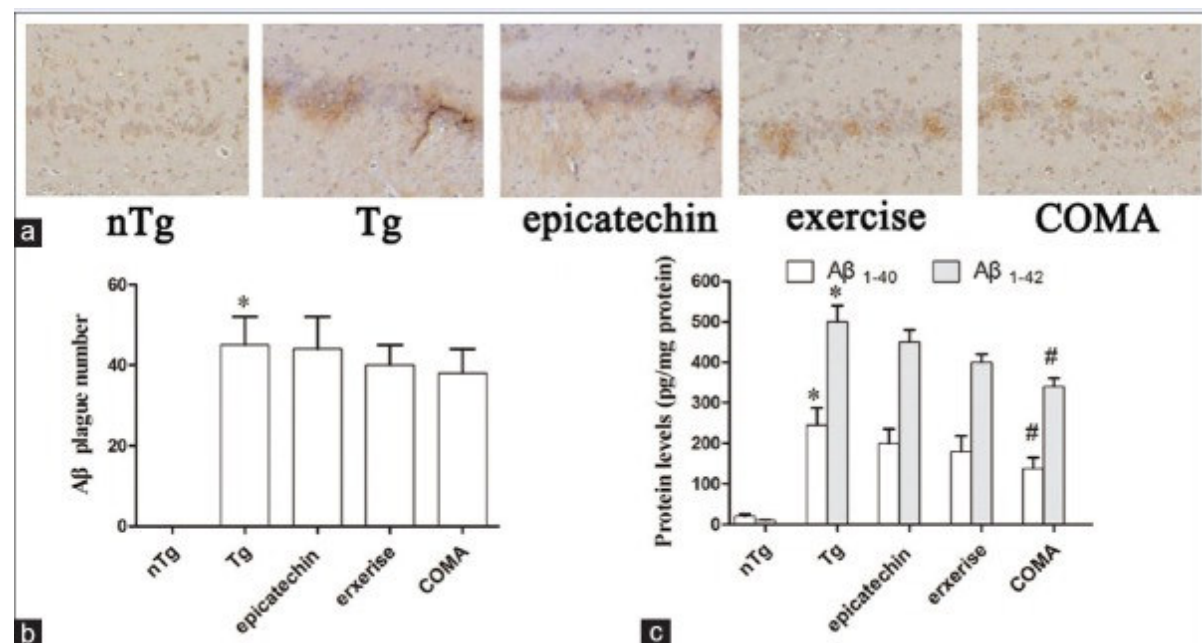 nTg Tg epicatechin exercise COMA
a
Aβ plague number
60
40
20
0
nTg
Tg
epicatechin
erxerise
COMA
b
Aβ 1-40 Aβ 1-42
Protein levels (pg/mg protein)
600
500
400
300
200
100
0
*
*
*
#
#
nTg
Tg
epicatechin
erxerise
COMA
c